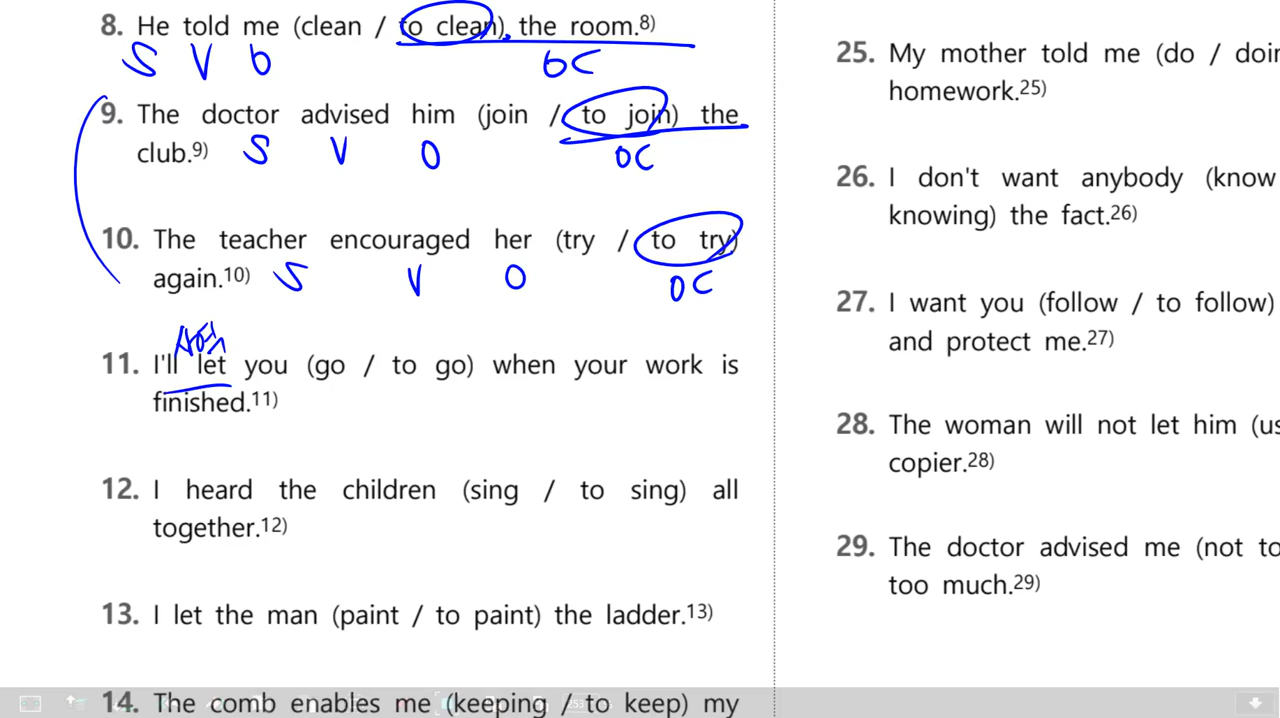 8. He told me (clean / to clean) the room.8)
S V O OC
9. The doctor advised him (join / to join) the
club.9)
S V O OC
10. The teacher encouraged her (try / to try)
again.10)
S V O OC
11. I'll let you (go / to go) when your work is
finished.11)
12. I heard the children (sing / to sing) all
together.12)
13. I let the man (paint / to paint) the ladder.13)
14. The comb enables me (keeping / to keep) my
25. My mother told me (do / doin
homework.25)
26. I don't want anybody (know
knowing) the fact.26)
27. I want you (follow / to follow)
and protect me.27)
28. The woman will not let him (us
copier.28)
29. The doctor advised me (not to
too much.29)